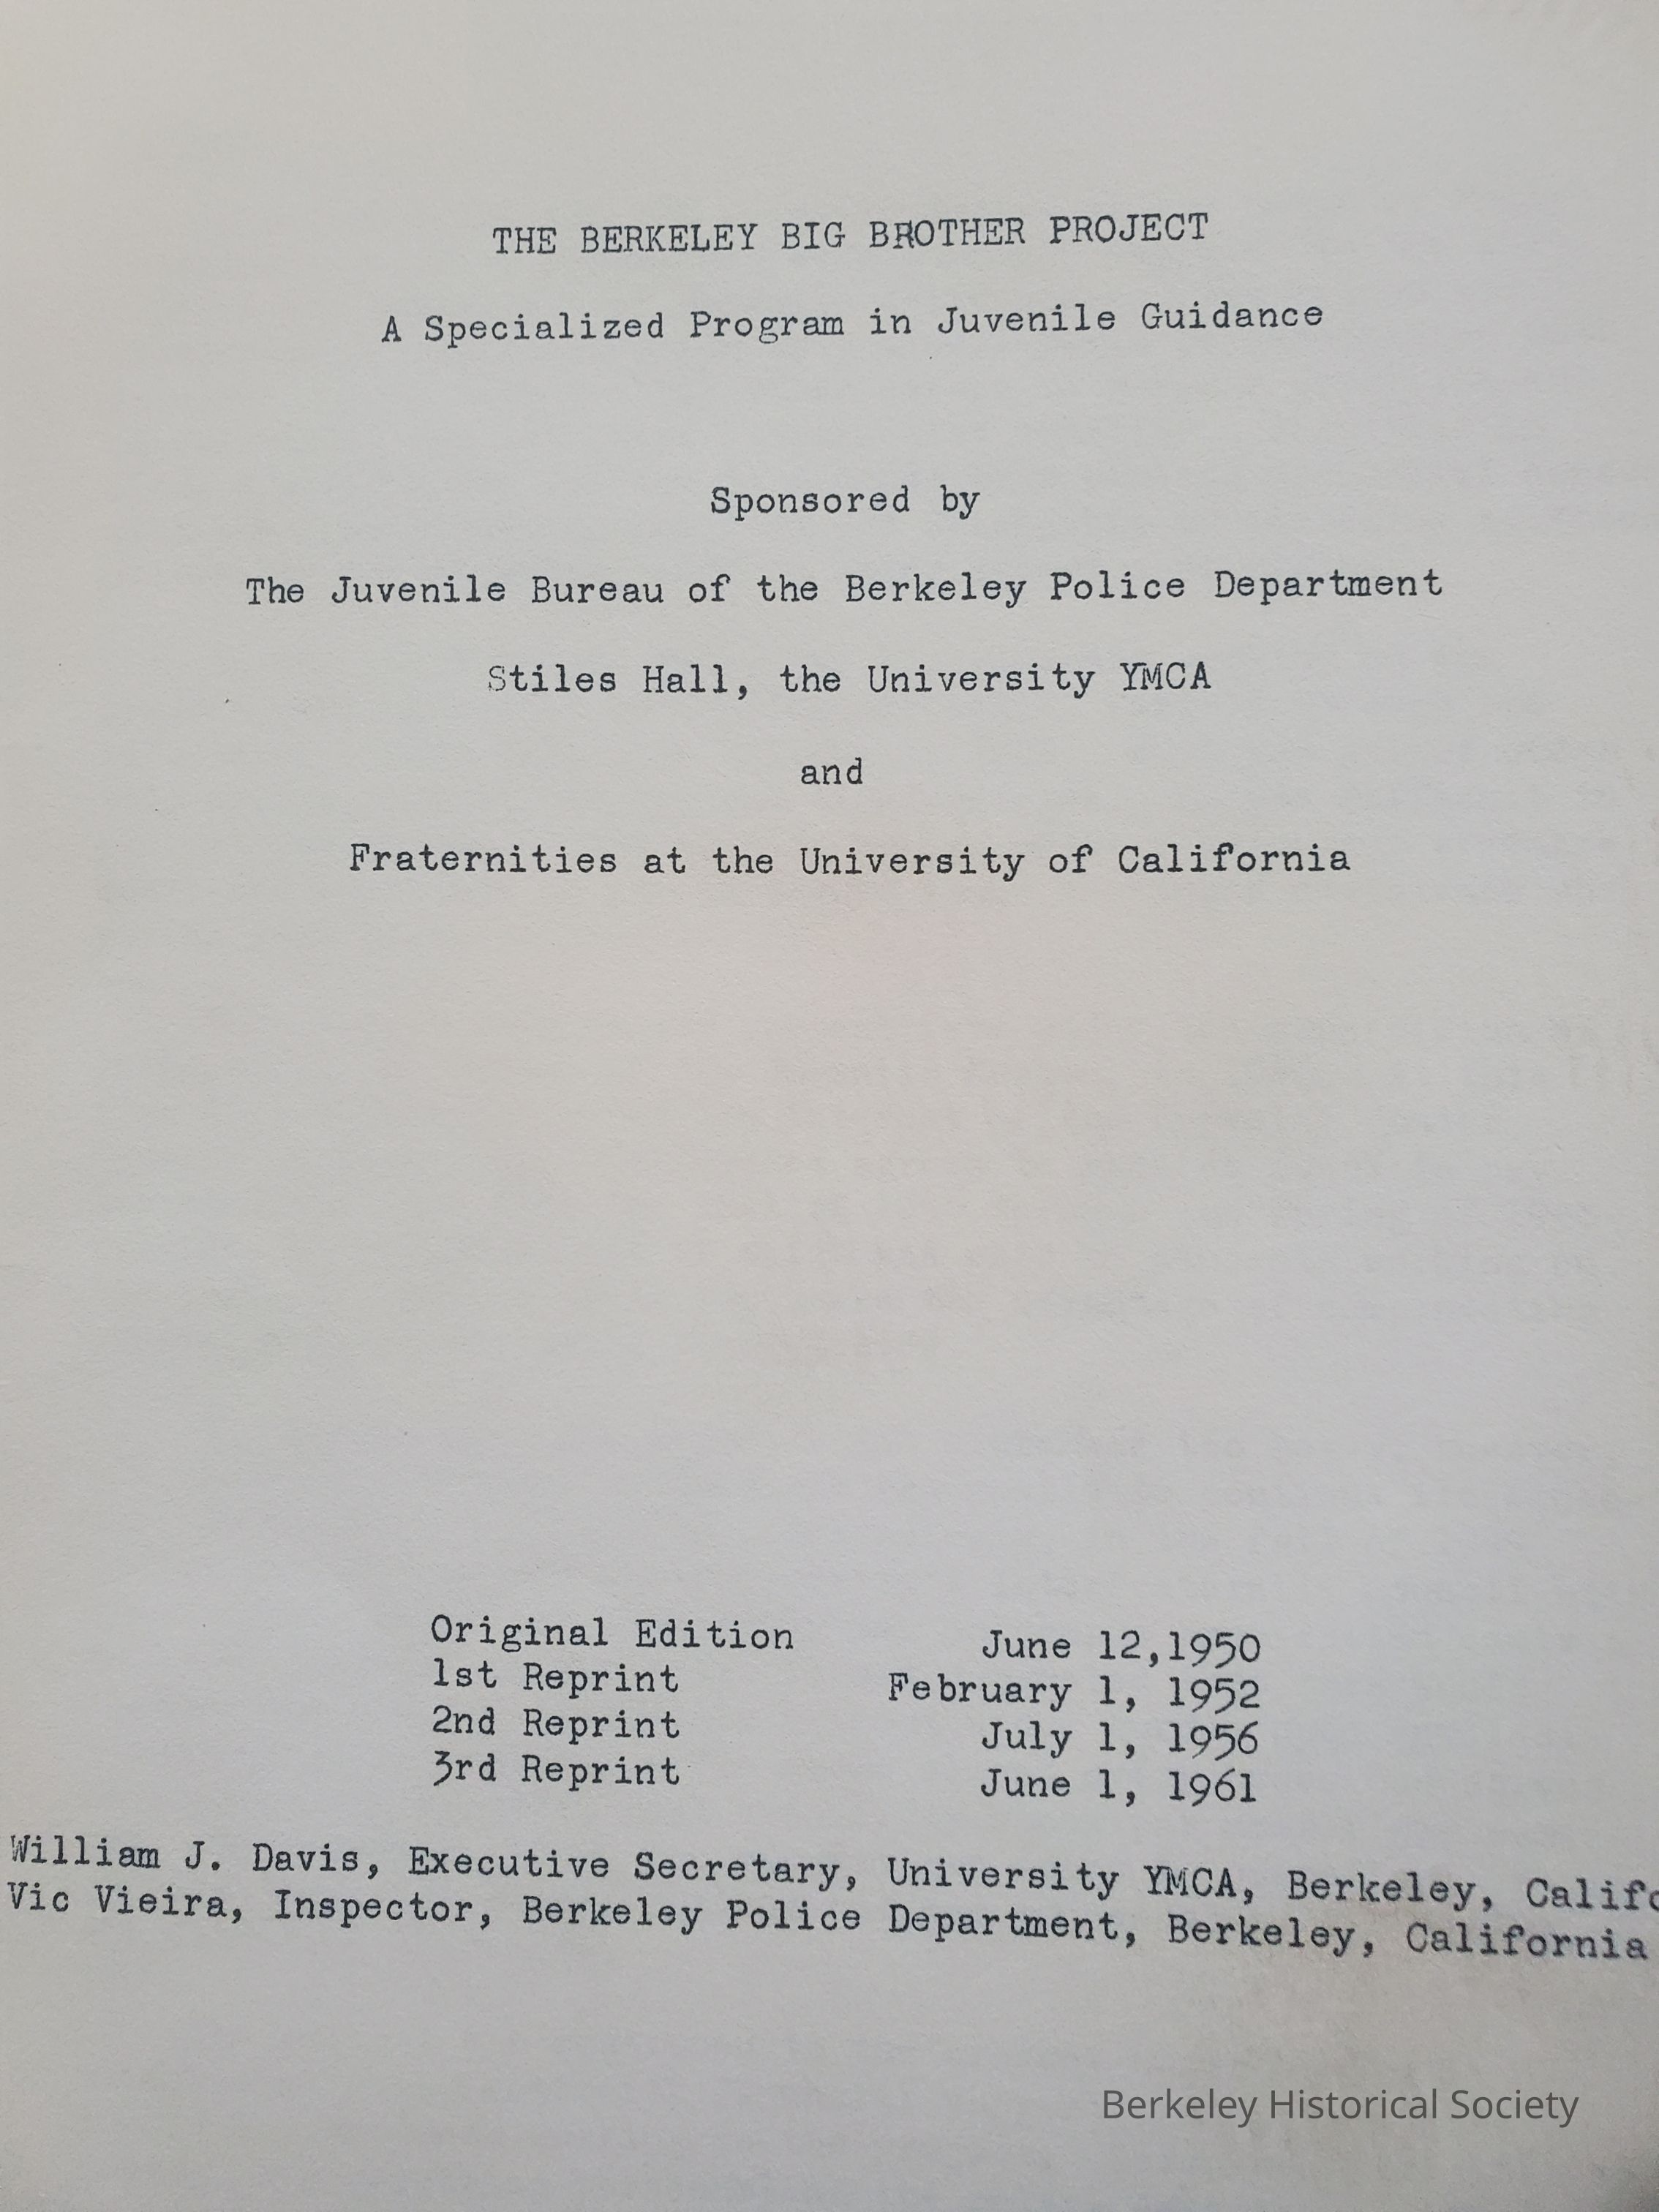 THE BERKELEY BIG BROTHER PROJECT
A Specialized Program in Juvenile Guidance
Sponsored by
The Juvenile Bureau of the Berkeley Police Department
Stiles Hall, the University YMCA
and
Fraternities at the University of California
Original Edition June 12,1950
1st Reprint February 1, 1952
2nd Reprint July 1, 1956
3rd Reprint June 1, 1961
William J. Davis, Executive Secretary, University YMCA, Berkeley, Califo
Vic Vieira, Inspector, Berkeley Police Department, Berkeley, California
Berkeley Historical Society